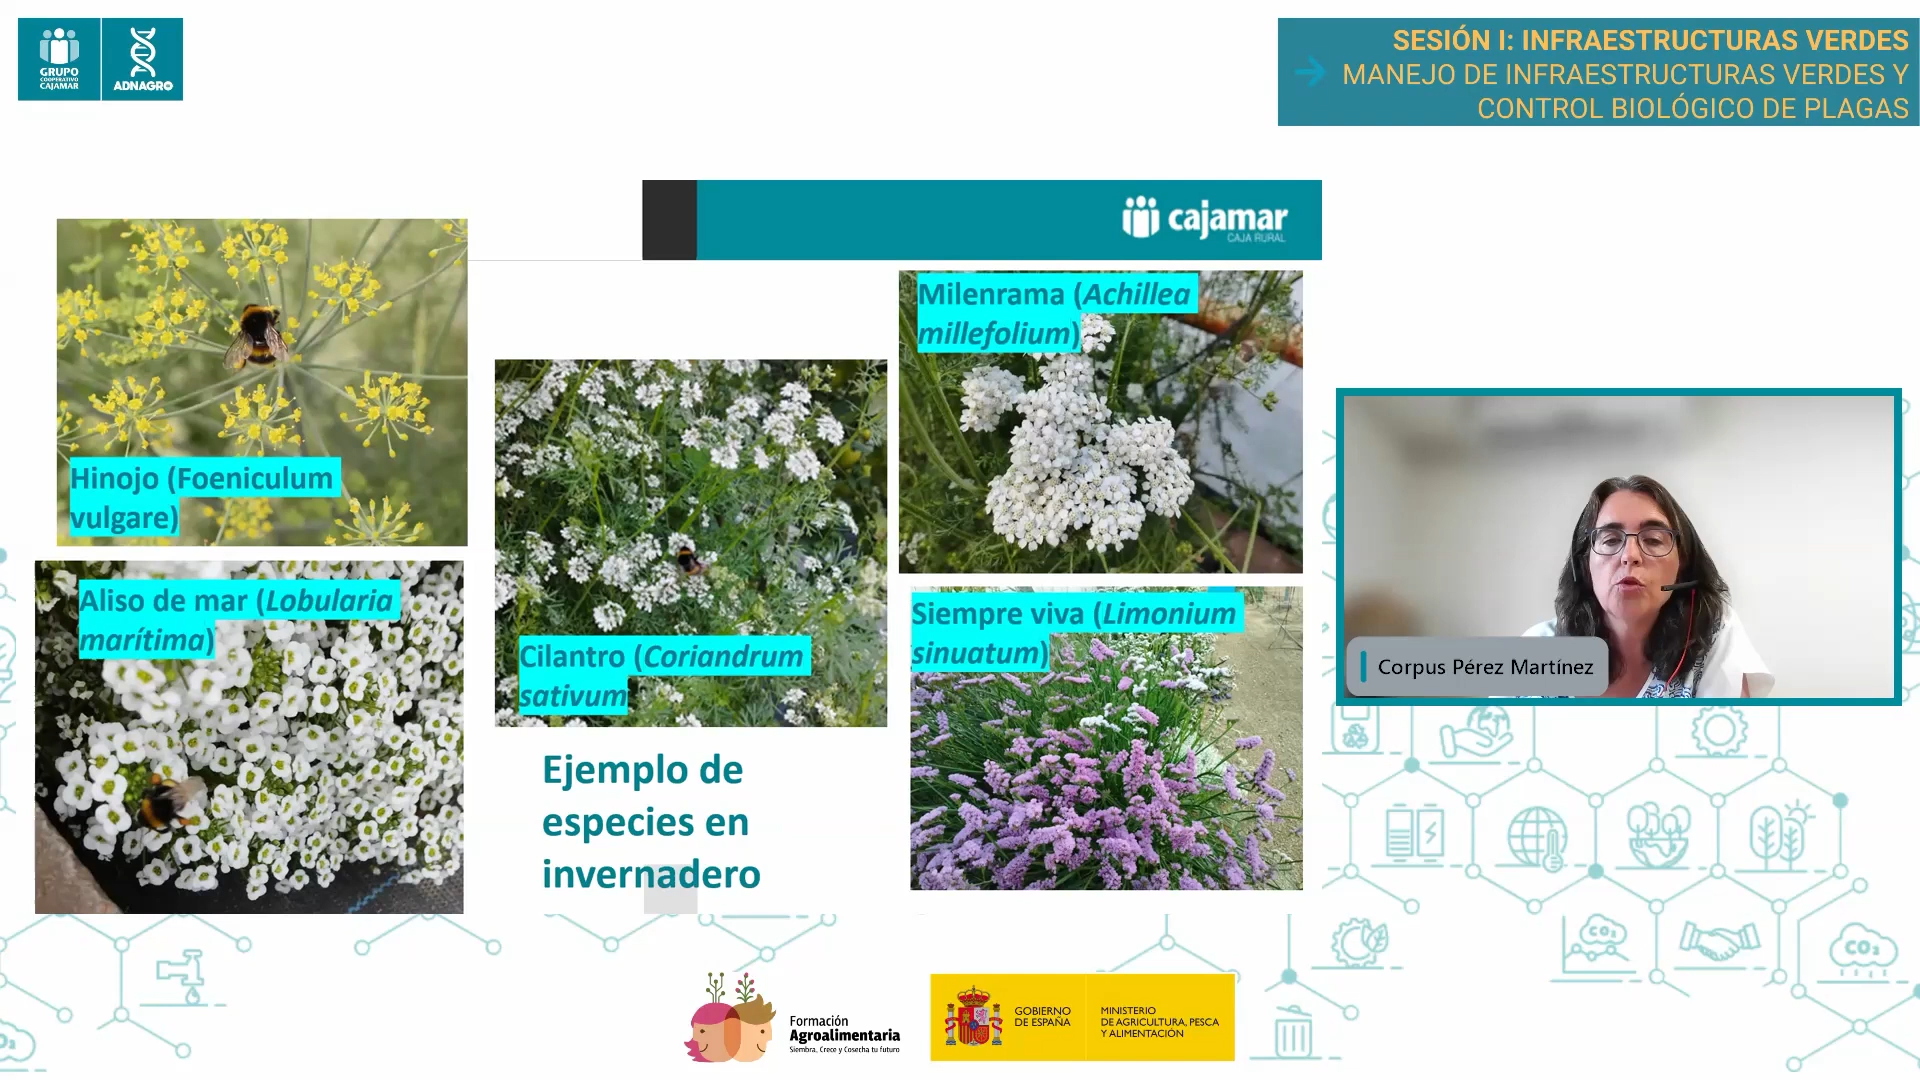 GRUPO
COOPERATIVO
CAJAMAR
ADNAGRO
SESIÓN I: INFRAESTRUCTURAS VERDES
MANEJO DE INFRAESTRUCTURAS VERDES Y
CONTROL BIOLÓGICO DE PLAGAS
cajamar
CAJA RURAL
Hinojo (Foeniculum
vulgare)
Aliso de mar (Lobularia
marítima)
Cilantro (Coriandrum
sativum
Milenrama (Achillea
millefolium)
Siempre viva (Limonium
sinuatum)
Ejemplo de
especies en
invernadero
Corpus Pérez Martínez
CO₂
CO₂
Formación
Agroalimentaria
Siembra, Crece y Cosecha tu futuro
GOBIERNO
DE ESPAÑA
MINISTERIO
DE AGRICULTURA, PESCA
Y ALIMENTACIÓN